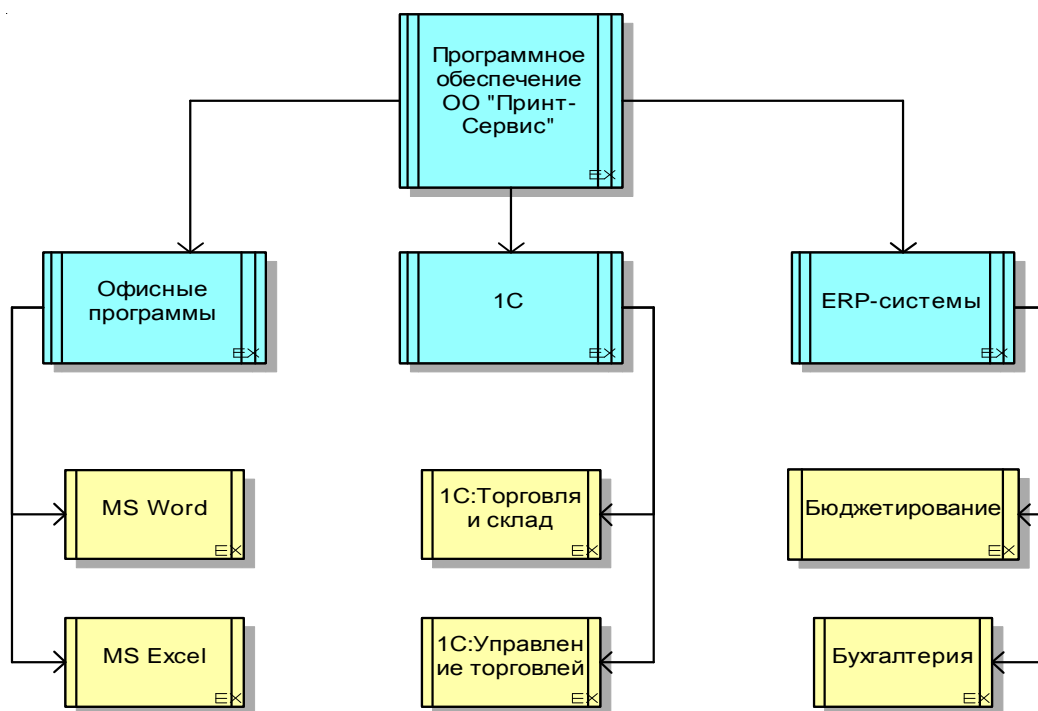 Программное
обеспечение
ОО "Принт-
Сервис"
EX
Офисные
программы
EX
1С
EX
ERP-системы
EX
MS Word
EX
1С:Торговля
и склад
EX
Бюджетирование
EX
MS Excel
EX
1С:Управлен
ие торговлей
EX
Бухгалтерия
EX